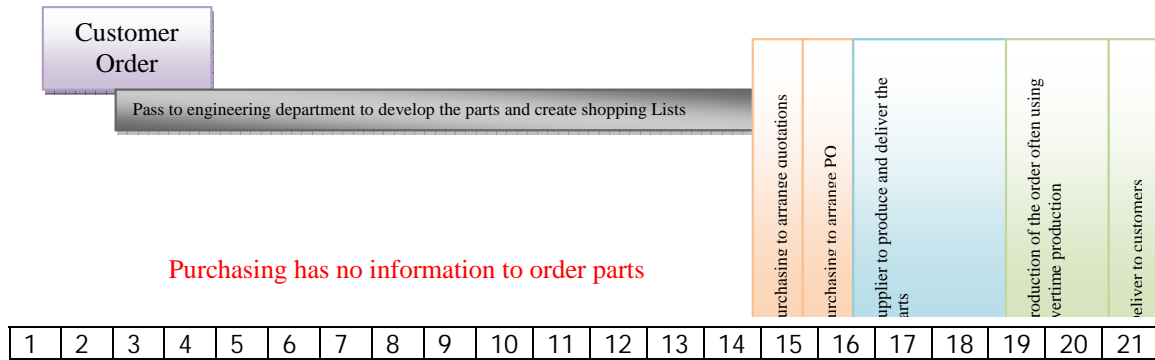 Customer
Order
Pass to engineering department to develop the parts and create shopping Lists
urchasing to arrange quotations
urchasing to arrange PO
upplier to produce and deliver the
arts
roduction of the order often using
vertime production
eliver to customers
Purchasing has no information to order parts
1 2 3 4 5 6 7 8 9 10 11 12 13 14 15 16 17 18 19 20 21